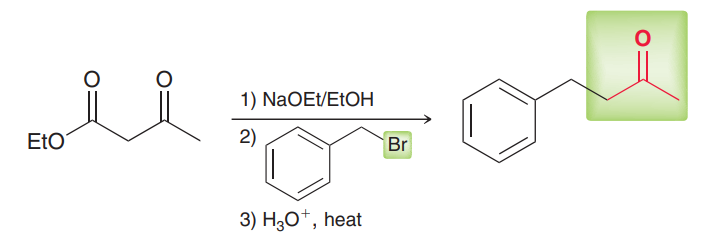 O O
EtO
1) NaOEt/EtOH
2)
Br
3) H₃O⁺, heat
O